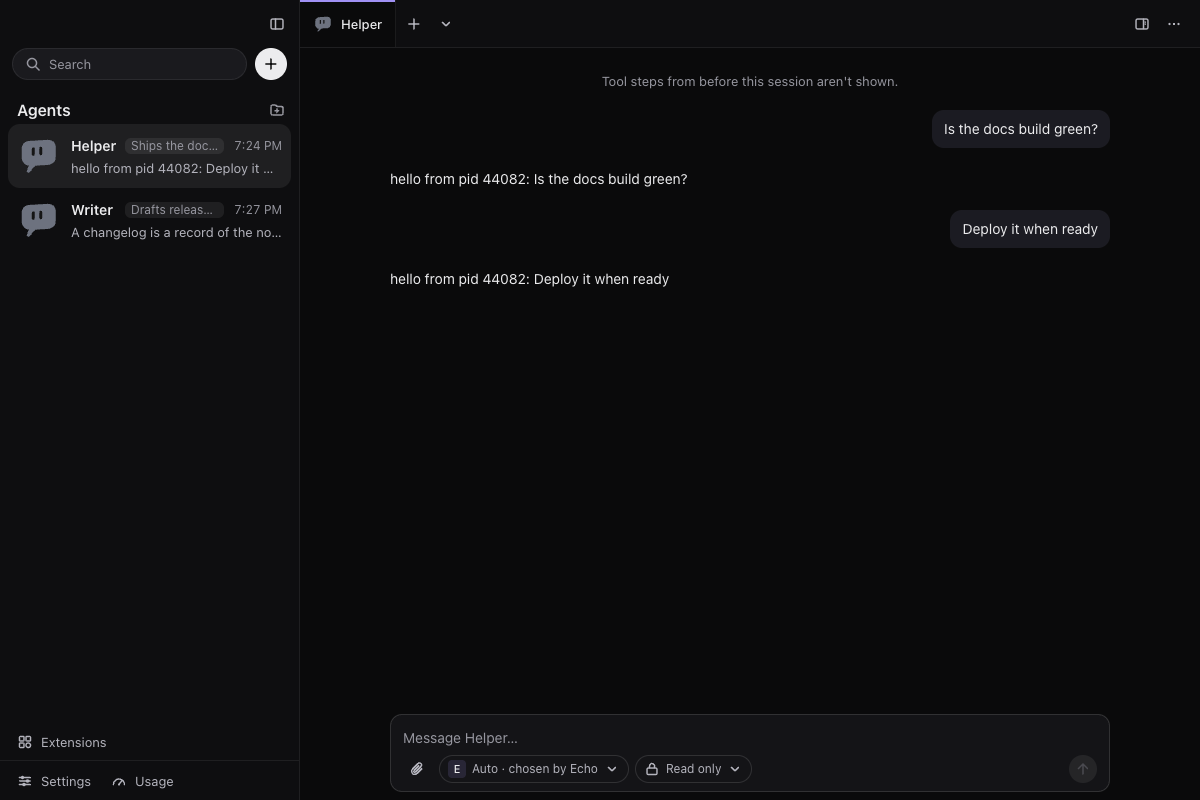 Search
Agents
Helper Ships the doc... 7:24 PM
hello from pid 44082: Deploy it ...
Writer Drafts releas... 7:27 PM
A changelog is a record of the no...
Extensions
Settings Usage
Helper
Tool steps from before this session aren't shown.
Is the docs build green?
hello from pid 44082: Is the docs build green?
Deploy it when ready
hello from pid 44082: Deploy it when ready
Message Helper...
E Auto · chosen by Echo Read only